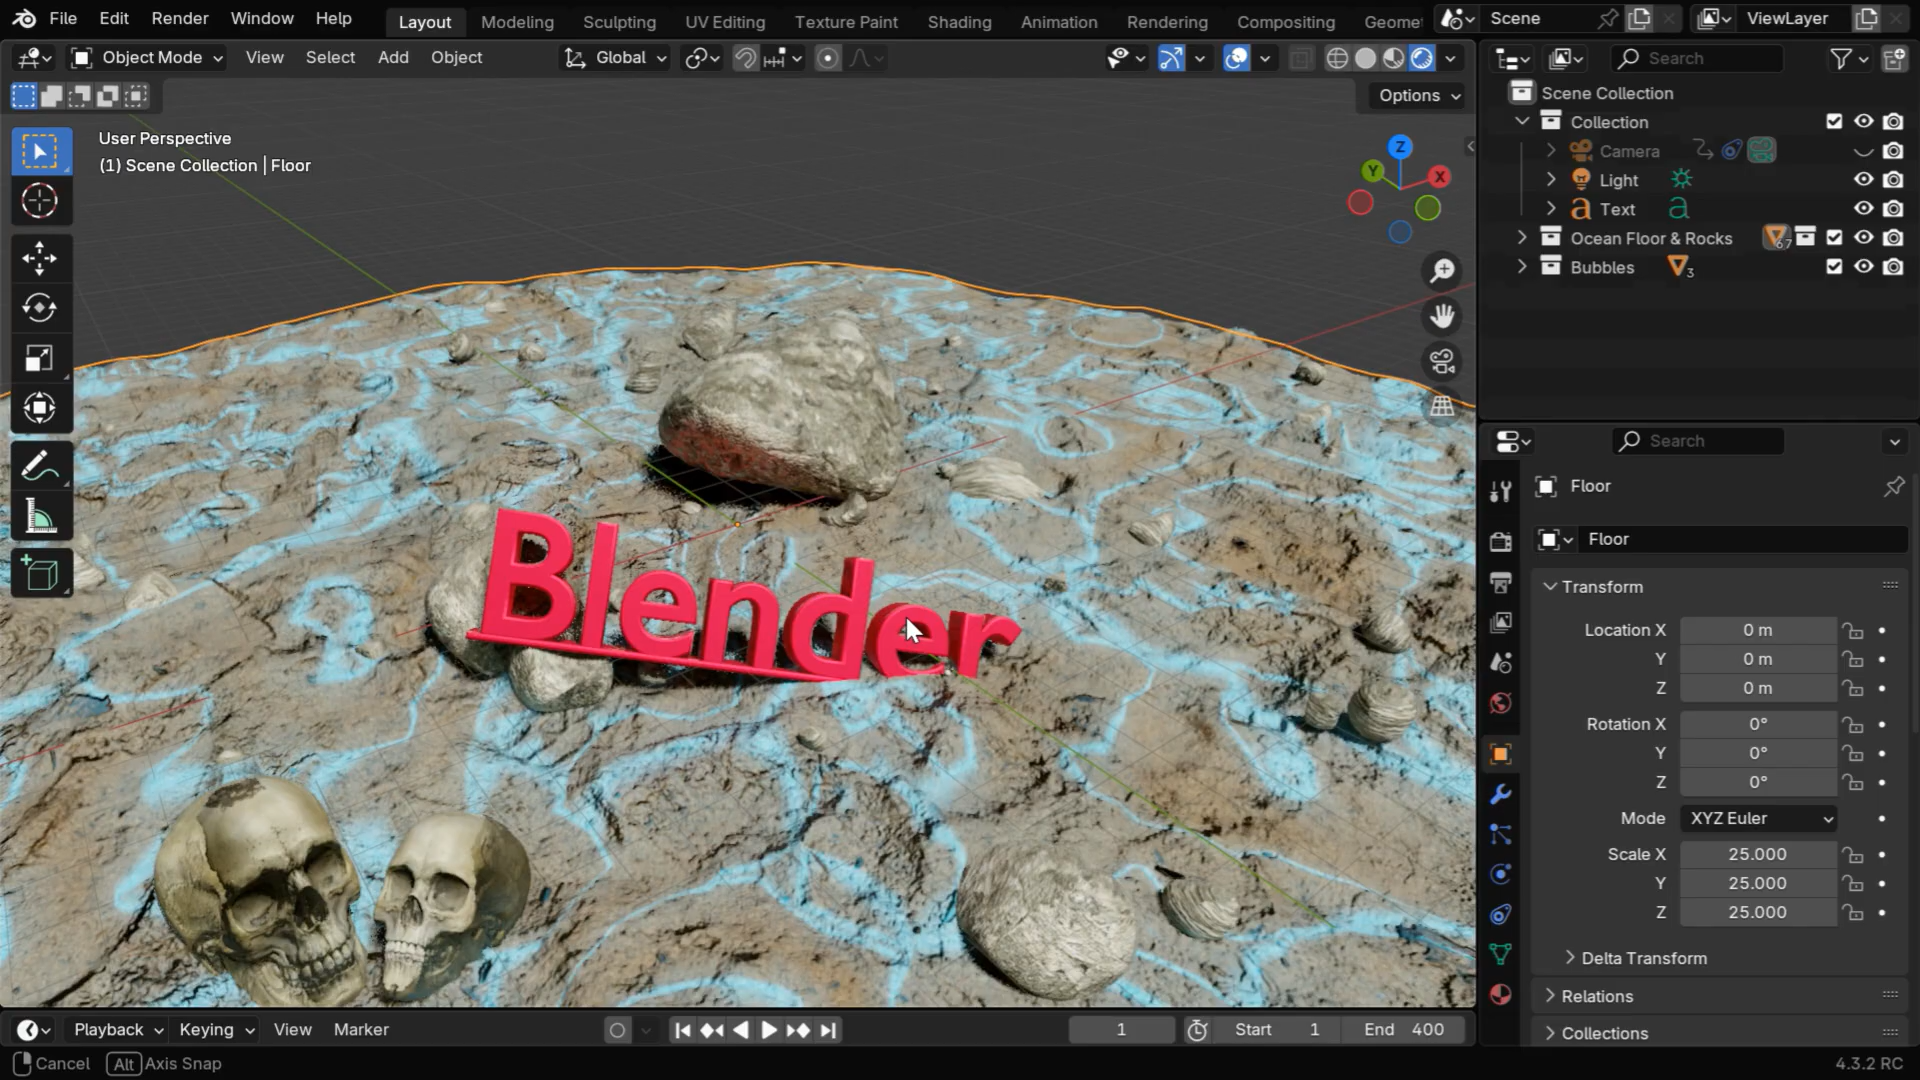 File Edit Render Window Help Layout Modeling Sculpting UV Editing Texture Paint Shading Animation Rendering Compositing Geomet Scene ViewLayer
Object Mode View Select Add Object Global Search
Options
User Perspective
(1) Scene Collection | Floor
Z
Y
X
Blender
Scene Collection
Collection
Camera
Light
Text
Ocean Floor & Rocks 67
Bubbles 3
Search
Floor
Floor
Transform
Location X 0 m
Y 0 m
Z 0 m
Rotation X 0°
Y 0°
Z 0°
Mode XYZ Euler
Scale X 25.000
Y 25.000
Z 25.000
Delta Transform
Relations
Collections
Playback Keying View Marker 1 Start 1 End 400
Cancel Alt Axis Snap 4.3.2 RC